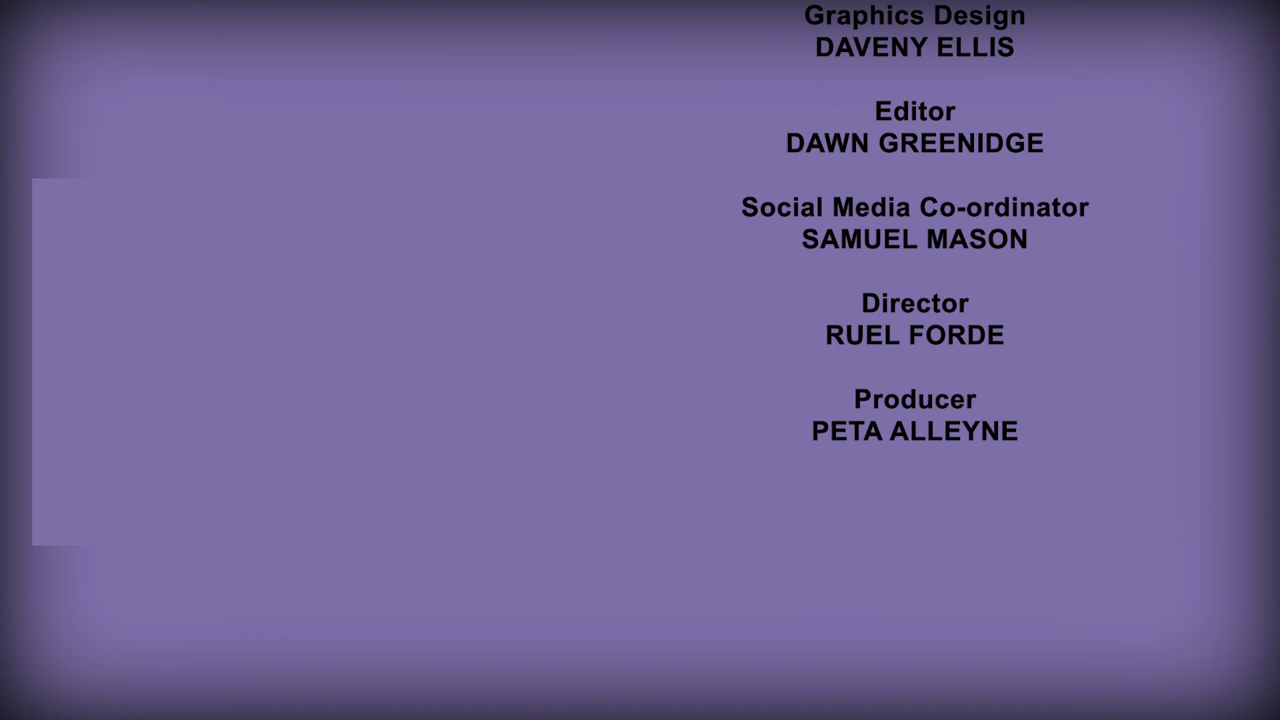 Graphics Design
DAVENY ELLIS
Editor
DAWN GREENIDGE
Social Media Co-ordinator
SAMUEL MASON
Director
RUEL FORDE
Producer
PETA ALLEYNE